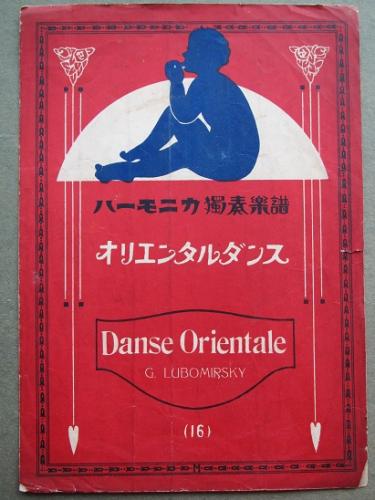 ハーモニカ獨奏樂譜
オリエンタルダンス
Danse Orientale
G. LUBOMIRSKY
(16)
M